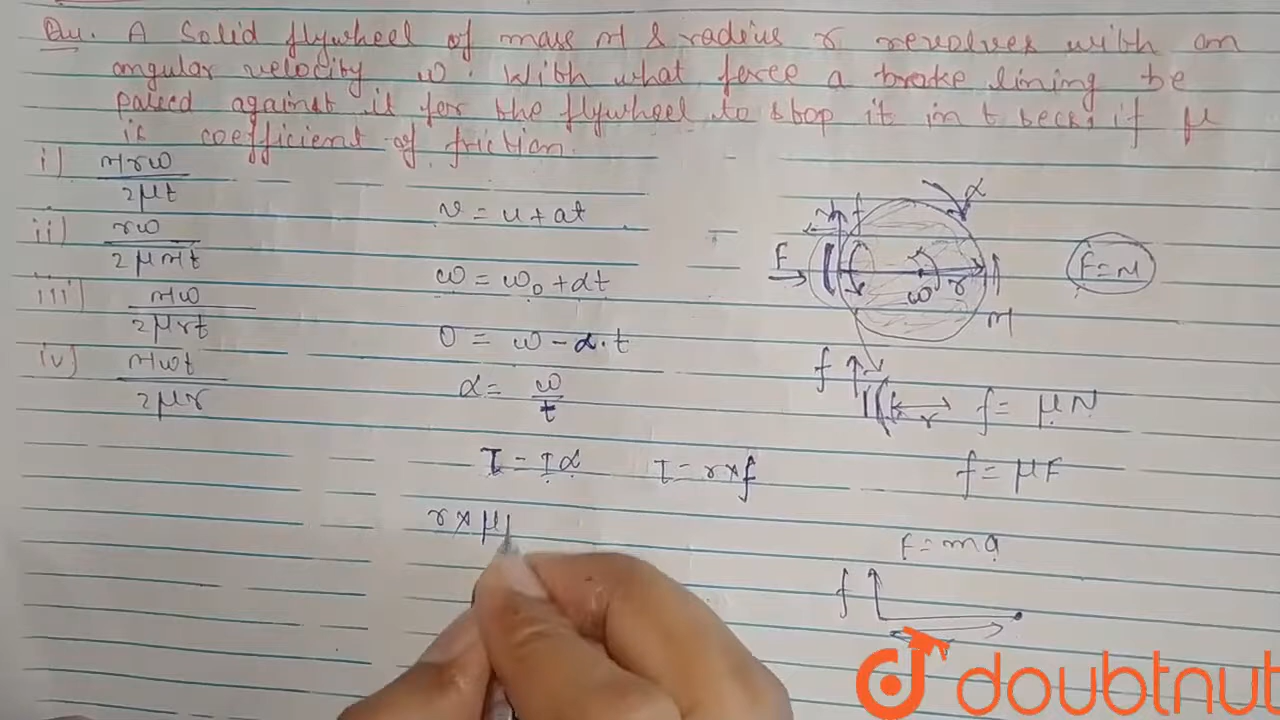 Qu. A Solid flywheel of mass M & radius r revolves with an
angular velocity ω. With what force a brake lining be
paced against it for the flywheel to stop it in t secs, if μ
is coefficient of friction.
i) Mrω / 2μt
ii) rω / 2μMt
iii) Mω / 2μrt
iv) Mωt / 2μr
v = u + at
ω = ω₀ + αt
0 = ω - α.t
α = ω / t
τ = Iα
τ = r × f
r × μ
α
f
N
F
ω
r
M
F = N
f
N
r
f = μN
f = μF
F = ma
f
doubtnut